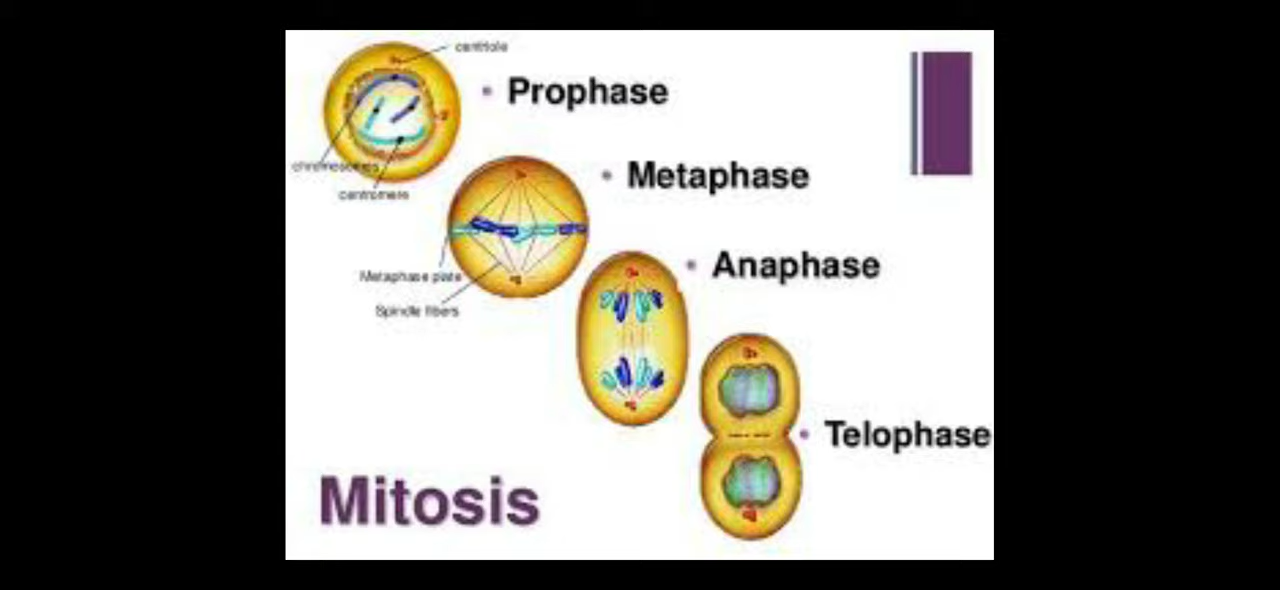 centriole
Prophase
chromosomes
centromere
Metaphase
Metaphase plate
Spindle fibers
Anaphase
Telophase
Mitosis